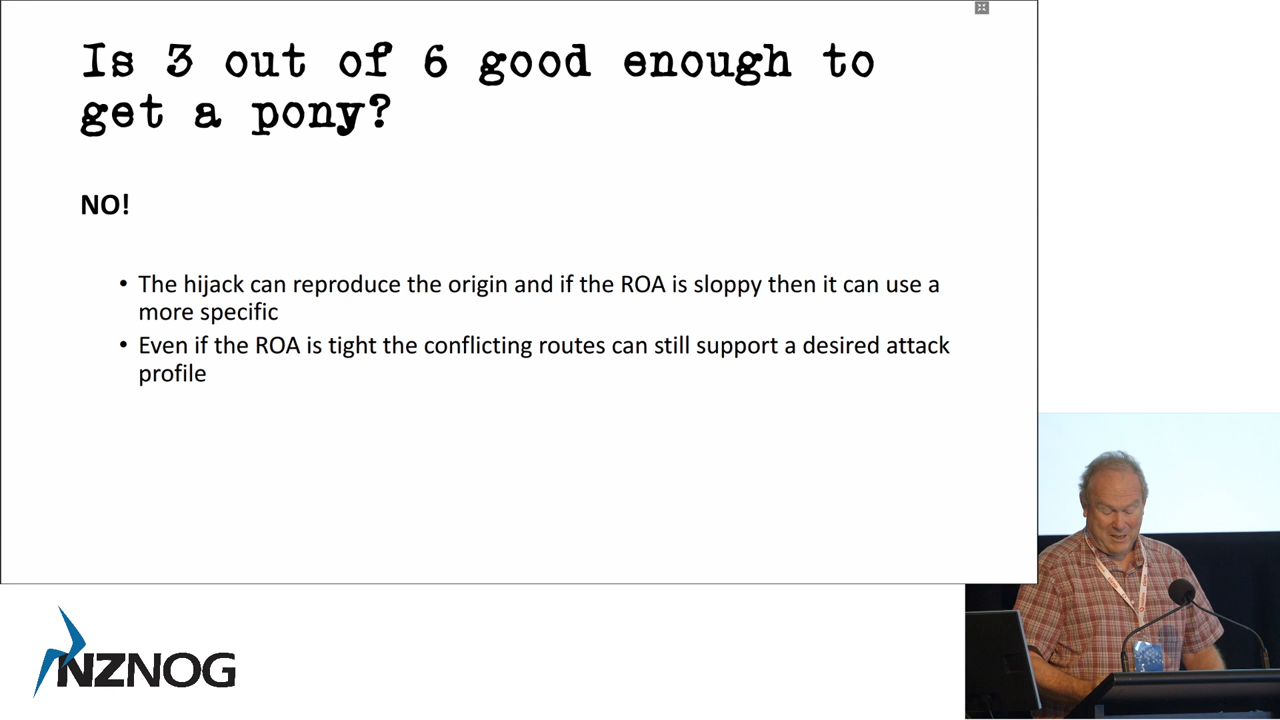 Is 3 out of 6 good enough to
get a pony?
NO!
• The hijack can reproduce the origin and if the ROA is sloppy then it can use a
more specific
• Even if the ROA is tight the conflicting routes can still support a desired attack
profile
NZNOG